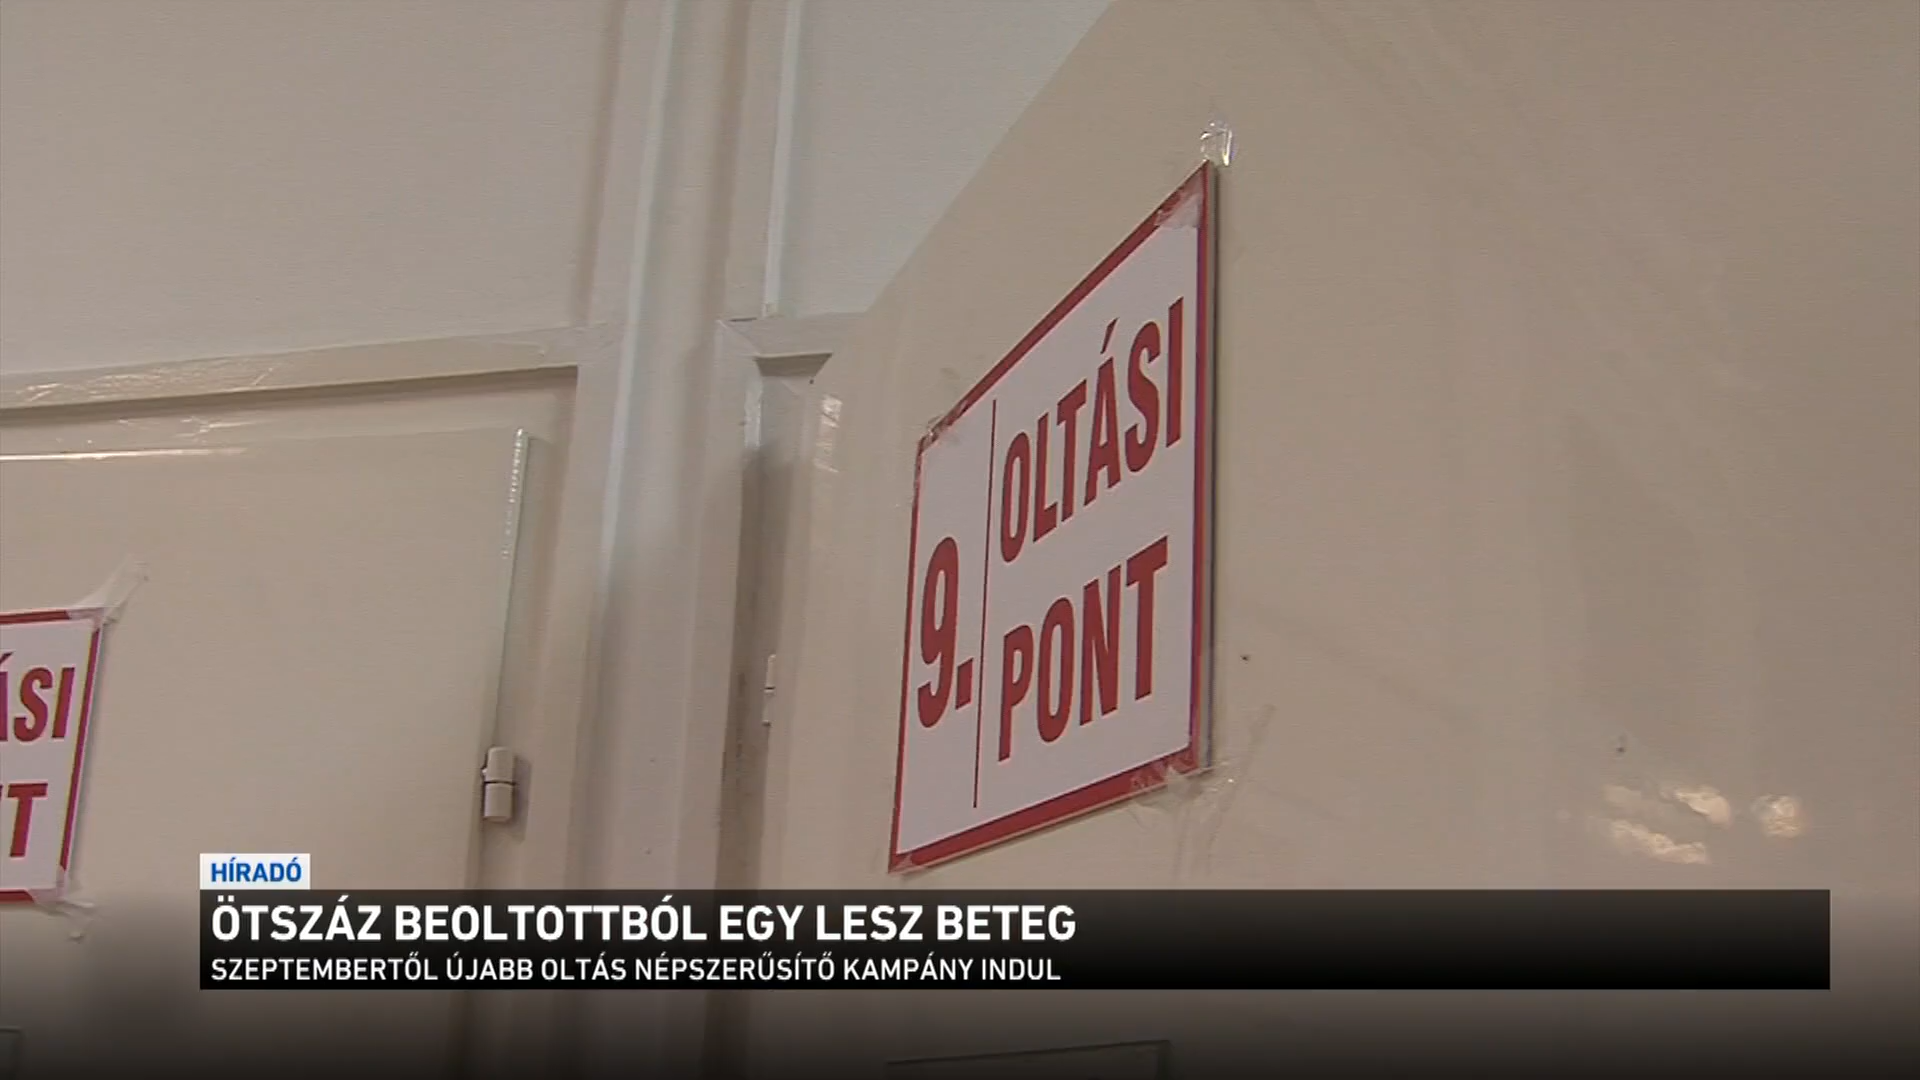 9. OLTÁSI
PONT
ÁSI
T
HÍRADÓ
ÖTSZÁZ BEOLTOTTBÓL EGY LESZ BETEG
SZEPTEMBERTŐL ÚJABB OLTÁS NÉPSZERŰSÍTŐ KAMPÁNY INDUL